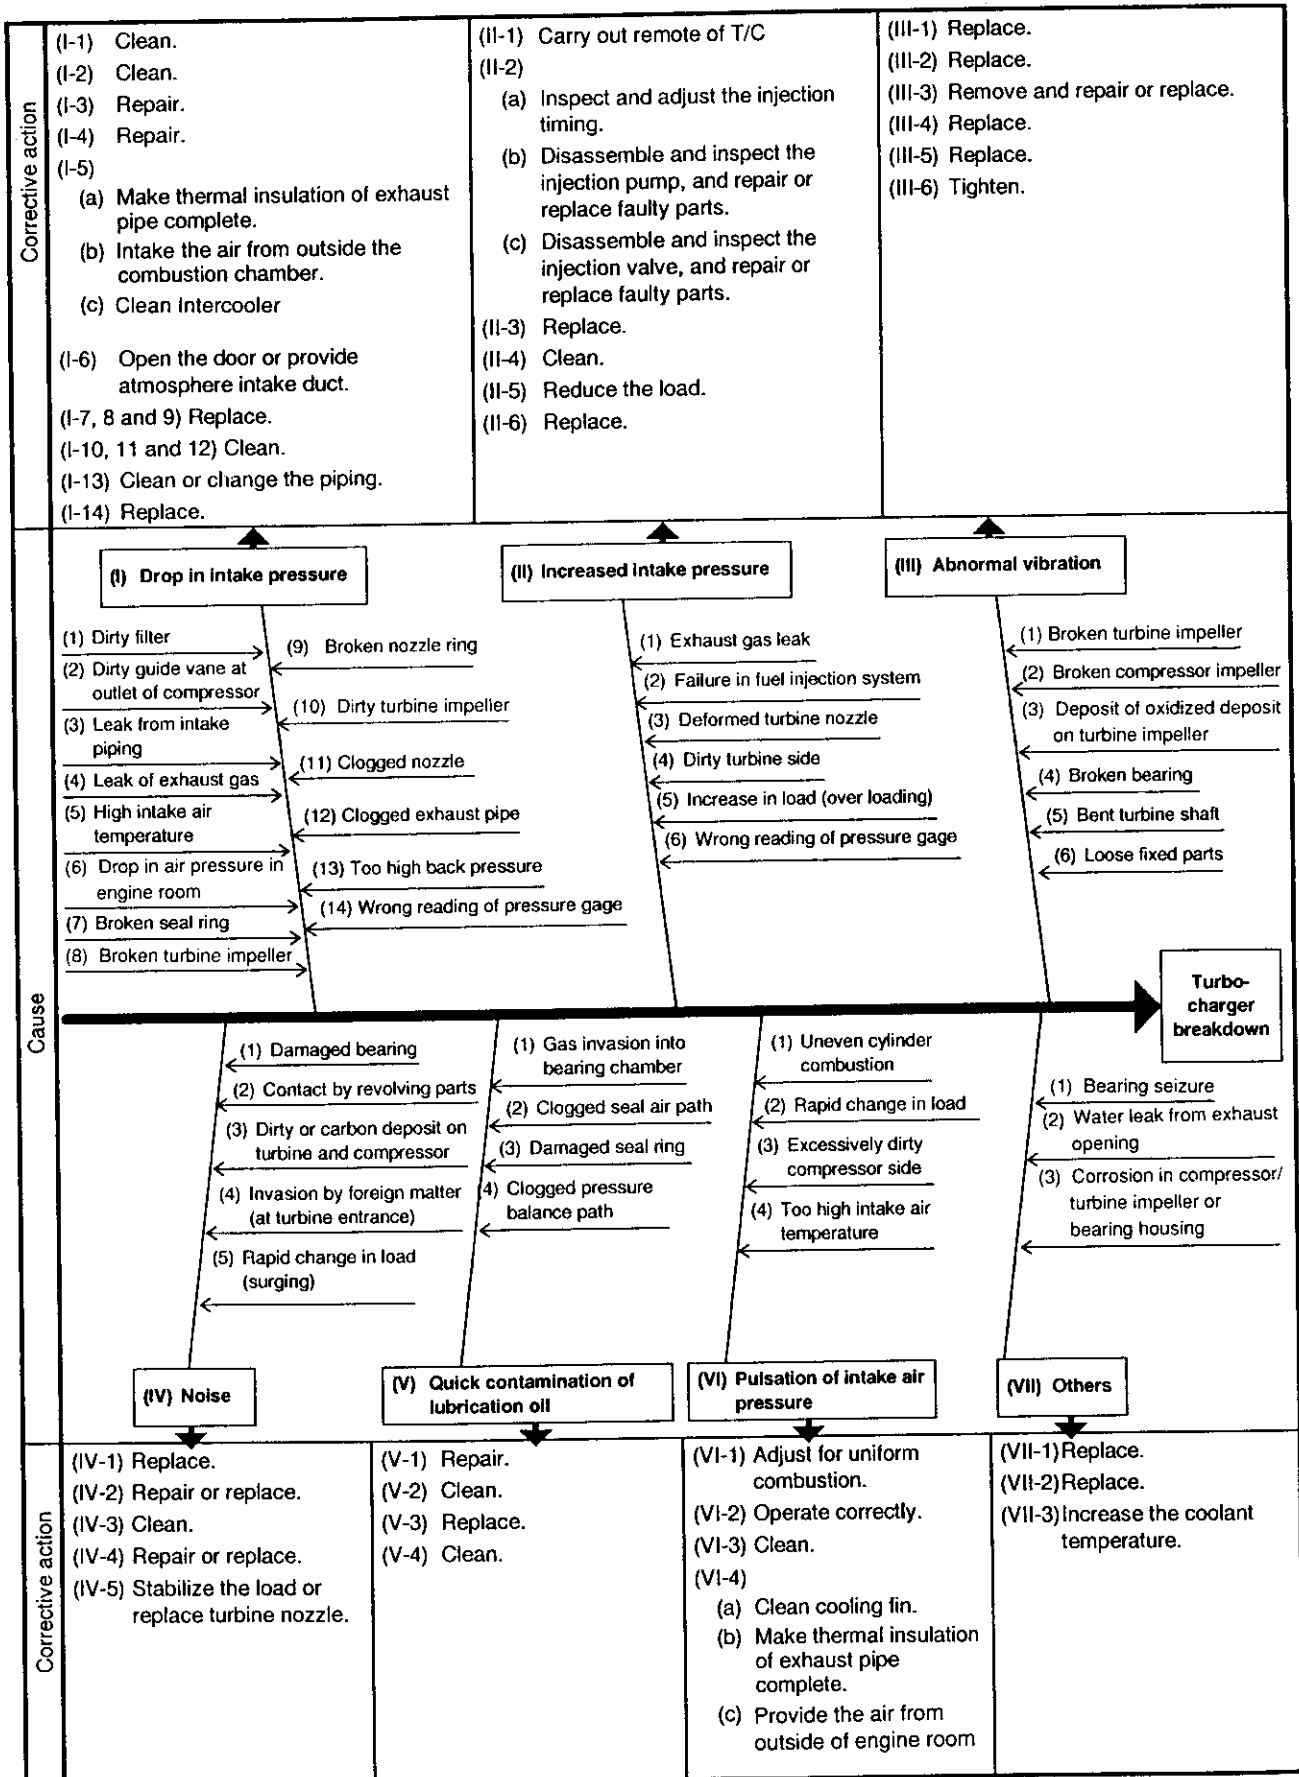 Corrective action
(I-1) Clean.
(I-2) Clean.
(I-3) Repair.
(I-4) Repair.
(I-5)
(a) Make thermal insulation of exhaust
pipe complete.
(b) Intake the air from outside the
combustion chamber.
(c) Clean Intercooler
(I-6) Open the door or provide
atmosphere intake duct.
(I-7, 8 and 9) Replace.
(I-10, 11 and 12) Clean.
(I-13) Clean or change the piping.
(I-14) Replace.
(II-1) Carry out remote of T/C
(II-2)
(a) Inspect and adjust the injection
timing.
(b) Disassemble and inspect the
injection pump, and repair or
replace faulty parts.
(c) Disassemble and inspect the
injection valve, and repair or
replace faulty parts.
(II-3) Replace.
(II-4) Clean.
(II-5) Reduce the load.
(II-6) Replace.
(III-1) Replace.
(III-2) Replace.
(III-3) Remove and repair or replace.
(III-4) Replace.
(III-5) Replace.
(III-6) Tighten.
Cause
(I) Drop in intake pressure
(1) Dirty filter
(2) Dirty guide vane at
outlet of compressor
(3) Leak from intake
piping
(4) Leak of exhaust gas
(5) High intake air
temperature
(6) Drop in air pressure in
engine room
(7) Broken seal ring
(8) Broken turbine impeller
(9) Broken nozzle ring
(10) Dirty turbine impeller
(11) Clogged nozzle
(12) Clogged exhaust pipe
(13) Too high back pressure
(14) Wrong reading of pressure gage
(II) Increased intake pressure
(1) Exhaust gas leak
(2) Failure in fuel injection system
(3) Deformed turbine nozzle
(4) Dirty turbine side
(5) Increase in load (over loading)
(6) Wrong reading of pressure gage
(III) Abnormal vibration
(1) Broken turbine impeller
(2) Broken compressor impeller
(3) Deposit of oxidized deposit
on turbine impeller
(4) Broken bearing
(5) Bent turbine shaft
(6) Loose fixed parts
Turbo-
charger
breakdown
(1) Damaged bearing
(2) Contact by revolving parts
(3) Dirty or carbon deposit on
turbine and compressor
(4) Invasion by foreign matter
(at turbine entrance)
(5) Rapid change in load
(surging)
(IV) Noise
(1) Gas invasion into
bearing chamber
(2) Clogged seal air path
(3) Damaged seal ring
(4) Clogged pressure
balance path
(V) Quick contamination of
lubrication oil
(1) Uneven cylinder
combustion
(2) Rapid change in load
(3) Excessively dirty
compressor side
(4) Too high intake air
temperature
(VI) Pulsation of intake air
pressure
(1) Bearing seizure
(2) Water leak from exhaust
opening
(3) Corrosion in compressor/
turbine impeller or
bearing housing
(VII) Others
Corrective action
(IV-1) Replace.
(IV-2) Repair or replace.
(IV-3) Clean.
(IV-4) Repair or replace.
(IV-5) Stabilize the load or
replace turbine nozzle.
(V-1) Repair.
(V-2) Clean.
(V-3) Replace.
(V-4) Clean.
(VI-1) Adjust for uniform
combustion.
(VI-2) Operate correctly.
(VI-3) Clean.
(VI-4)
(a) Clean cooling fin.
(b) Make thermal insulation
of exhaust pipe
complete.
(c) Provide the air from
outside of engine room
(VII-1) Replace.
(VII-2) Replace.
(VII-3) Increase the coolant
temperature.